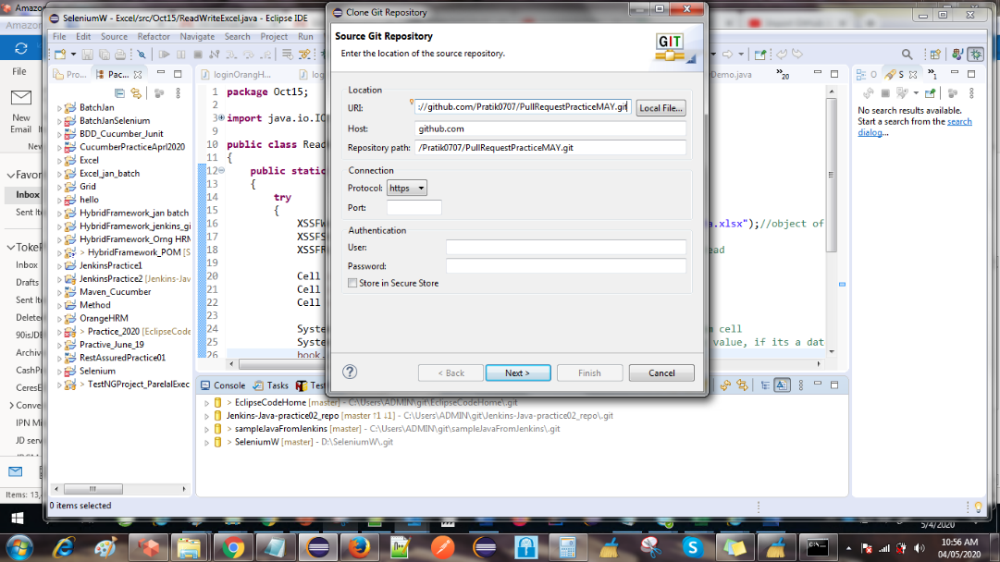 Amazo
SeleniumW - Excel/src/Oct15/ReadWriteExcel.java - Eclipse IDE
Clone Git Repository
Amazon
File Edit Source Refactor Navigate Search Project Run
Source Git Repository
Enter the location of the source repository.
GIT
File
New
Email
New
Favor
Inbox
Sent It
Toke
Inbox
Drafts
Sent It
Delete
90isJD
Archiv
CashP
CeresE
Conve
IPN M
JD serv
Items: 13,
Pro...
Pac...
BatchJan
BatchJanSelenium
BDD_Cucumber_Junit
CucumberPracticeAprl2020
Excel
Excel_jan_batch
Grid
hello
HybridFramework_jan batch
HybridFramework_jenkins_gi
HybridFramework_Orng HRM
> HybridFramework_POM [S
JenkinsPractice1
JenkinsPractice2 [Jenkins-Jav
Maven_Cucumber
Method
OrangeHRM
> Practice_2020 [EclipseCode
Practive_June_19
RestAssuredPractice01
Selenium
> TestNGProject_ParelalExec
0 items selected
loginOrangH...
log
Demo.java
20
1 package Oct15;
2
3 import java.io.IO
9
10 public class Read
11 {
12 public static
13 {
14 try
15 {
16 XSSFW
a.xlsx");//object of
17 XSSFS
18 XSSFR
ead
19
20 Cell
21 Cell
22 Cell
23
24 System
a cell
25 System
value, if its a dat
26 book.
Location
URI: ://github.com/Pratik0707/PullRequestPracticeMAY.git Local File...
Host: github.com
Repository path: /Pratik0707/PullRequestPracticeMAY.git
Connection
Protocol: https
Port:
Authentication
User:
Password:
Store in Secure Store
? < Back Next > Finish Cancel
O
S
1
No search results available.
Start a search from the search
dialog...
Console Tasks Test
> EclipseCodeHome [master] - C:\Users\ADMIN\git\EclipseCodeHome\.git
Jenkins-Java-practice02_repo [master ↑1 ↓1] - C:\Users\ADMIN\git\Jenkins-Java-practice02_repo\.git
> sampleJavaFromJenkins [master] - C:\Users\ADMIN\git\sampleJavaFromJenkins\.git
> SeleniumW [master] - D:\SeleniumW\.git
5/4/2020
10:56 AM
04/05/2020